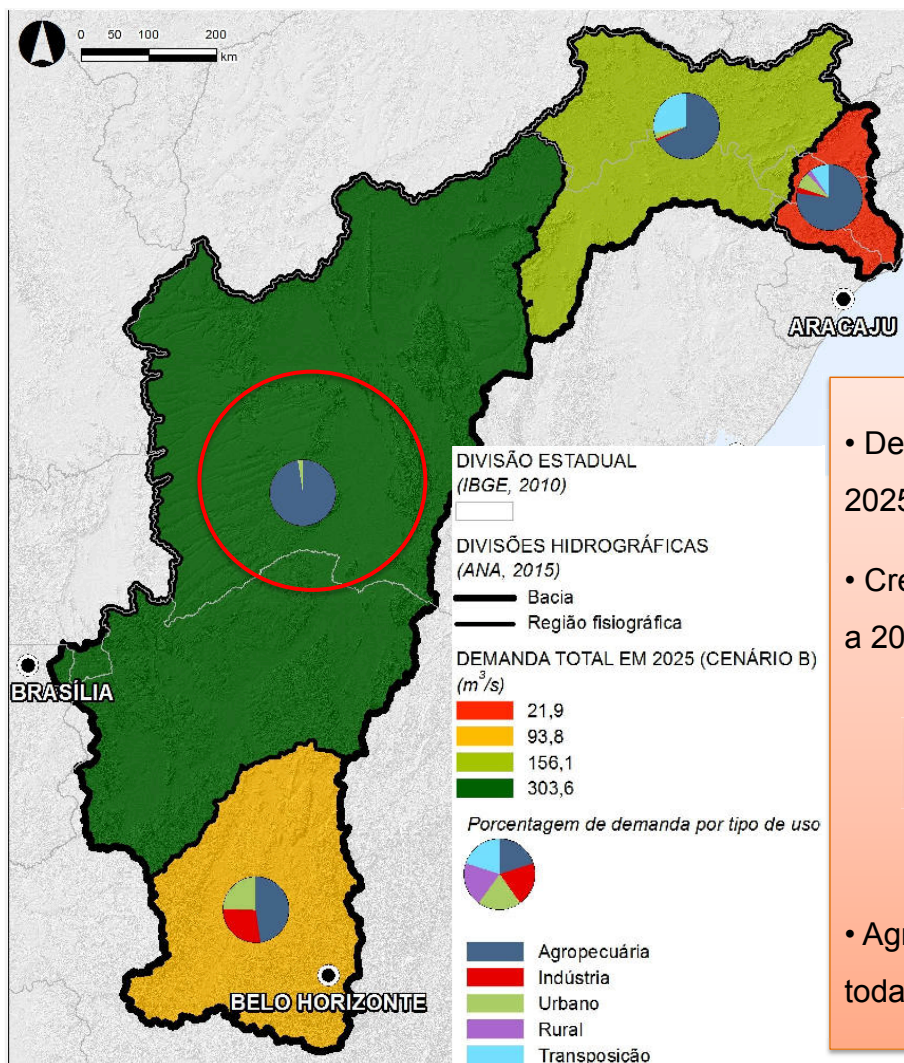 0 50 100 200
km
ARACAJU
BRASÍLIA
BELO HORIZONTE
DIVISÃO ESTADUAL
(IBGE, 2010)
DIVISÕES HIDROGRÁFICAS
(ANA, 2015)
Bacia
Região fisiográfica
DEMANDA TOTAL EM 2025 (CENÁRIO B)
(m³/s)
21,9
93,8
156,1
303,6
Porcentagem de demanda por tipo de uso
Agropecuária
Indústria
Urbano
Rural
Transposição
• De
2025
• Cre
a 20
• Agr
toda